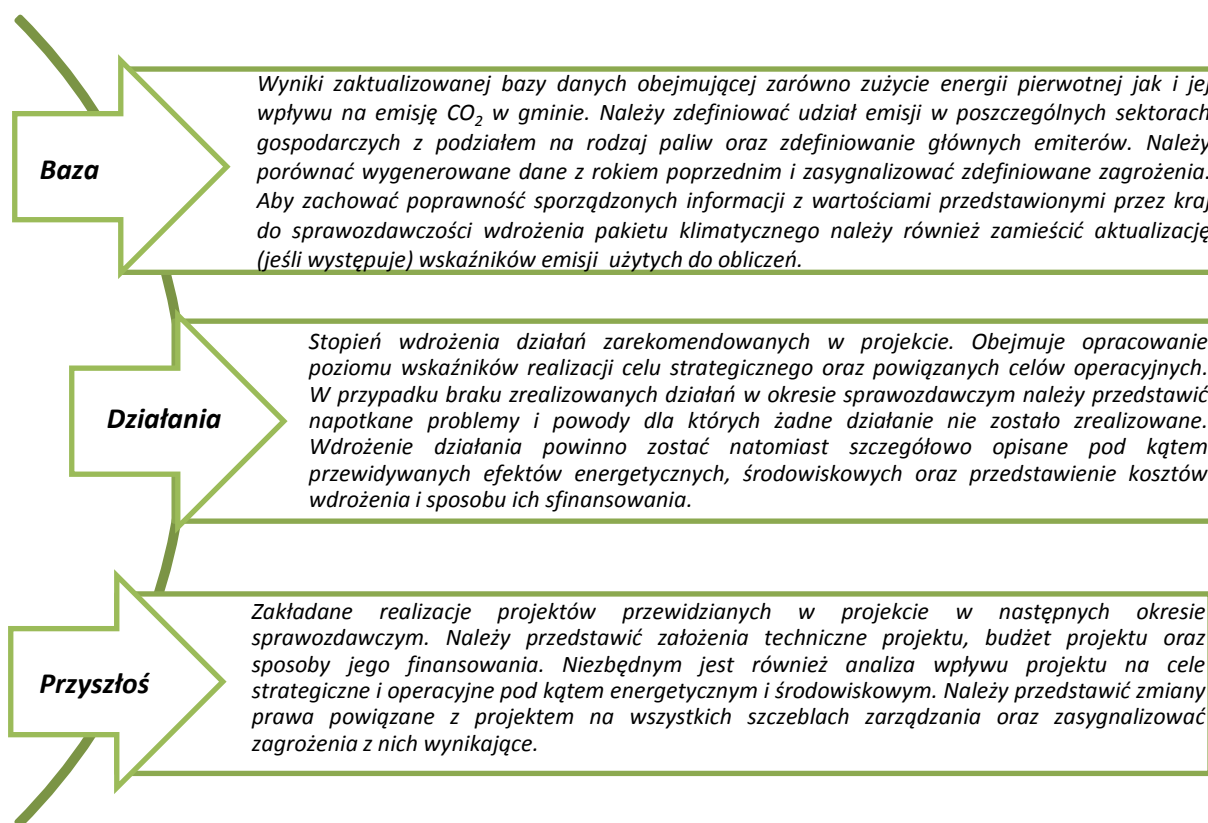 Baza
Wyniki zaktualizowanej bazy danych obejmującej zarówno zużycie energii pierwotnej jak i jej
wpływu na emisję CO₂ w gminie. Należy zdefiniować udział emisji w poszczególnych sektorach
gospodarczych z podziałem na rodzaj paliw oraz zdefiniowanie głównych emiterów. Należy
porównać wygenerowane dane z rokiem poprzednim i zasygnalizować zdefiniowane zagrożenia.
Aby zachować poprawność sporządzonych informacji z wartościami przedstawionymi przez kraj
do sprawozdawczości wdrożenia pakietu klimatycznego należy również zamieścić aktualizację
(jeśli występuje) wskaźników emisji użytych do obliczeń.
Działania
Stopień wdrożenia działań zarekomendowanych w projekcie. Obejmuje opracowanie
poziomu wskaźników realizacji celu strategicznego oraz powiązanych celów operacyjnych.
W przypadku braku zrealizowanych działań w okresie sprawozdawczym należy przedstawić
napotkane problemy i powody dla których żadne działanie nie zostało zrealizowane.
Wdrożenie działania powinno zostać natomiast szczegółowo opisane pod kątem
przewidywanych efektów energetycznych, środowiskowych oraz przedstawienie kosztów
wdrożenia i sposobu ich sfinansowania.
Przyszłoś
Zakładane realizacje projektów przewidzianych w projekcie w następnych okresie
sprawozdawczym. Należy przedstawić założenia techniczne projektu, budżet projektu oraz
sposoby jego finansowania. Niezbędnym jest również analiza wpływu projektu na cele
strategiczne i operacyjne pod kątem energetycznym i środowiskowym. Należy przedstawić zmiany
prawa powiązane z projektem na wszystkich szczeblach zarządzania oraz zasygnalizować
zagrożenia z nich wynikające.